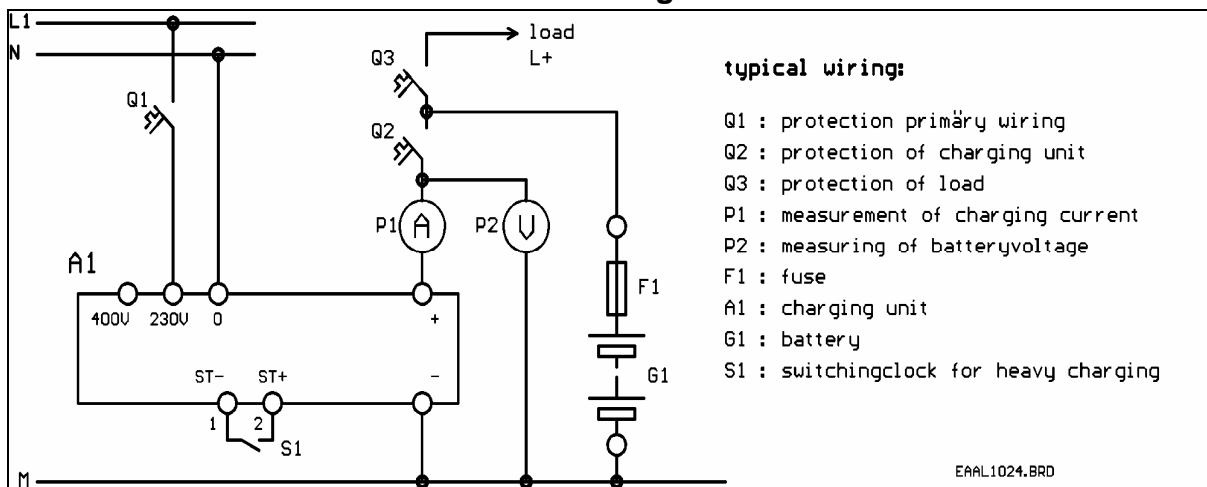 L1
N
load
L+
Q3
Q1
Q2
P1 A
P2 V
A1
400V 230V 0 +
F1
ST- ST+ -
G1
1 2
S1
M
typical wiring:
Q1 : protection primäry wiring
Q2 : protection of charging unit
Q3 : protection of load
P1 : measurement of charging current
P2 : measuring of batteryvoltage
F1 : fuse
A1 : charging unit
G1 : battery
S1 : switchingclock for heavy charging
EAAL1024.BRD